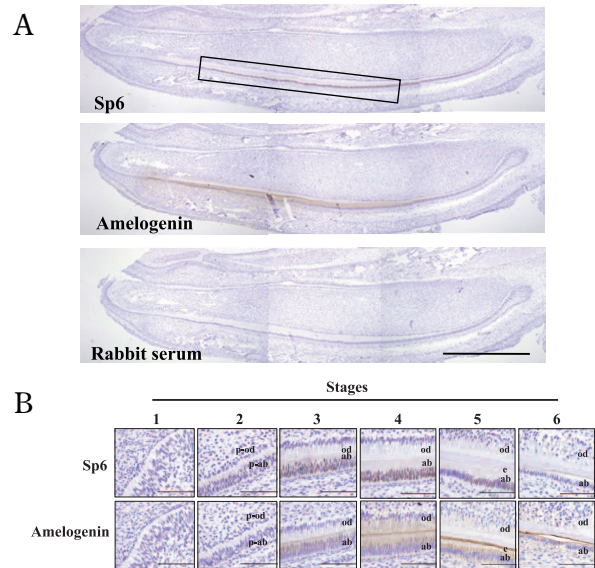 A
Sp6
Amelogenin
Rabbit serum
B
Stages
1 2 3 4 5 6
Sp6
p-od
p-ab
od
ab
od
ab
od
e
ab
od
ab
Amelogenin
p-od
p-ab
od
ab
od
ab
od
e
ab
od
ab